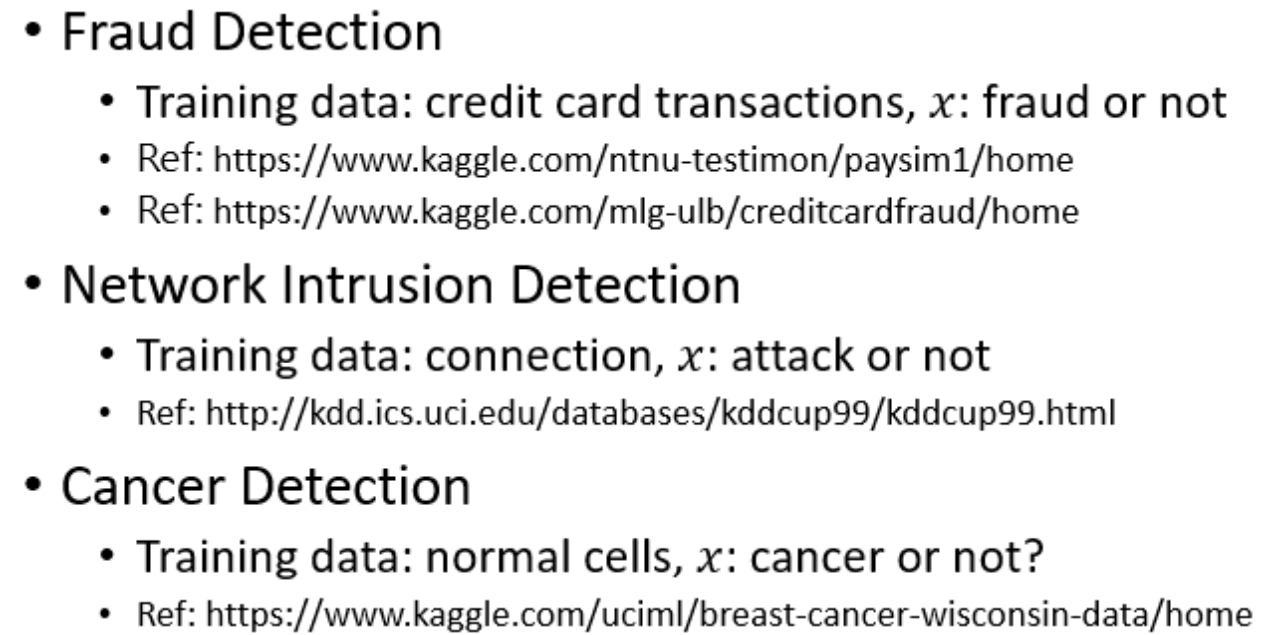 • Fraud Detection
• Training data: credit card transactions, 𝑥: fraud or not
• Ref: https://www.kaggle.com/ntnu-testimon/paysim1/home
• Ref: https://www.kaggle.com/mlg-ulb/creditcardfraud/home
• Network Intrusion Detection
• Training data: connection, 𝑥: attack or not
• Ref: http://kdd.ics.uci.edu/databases/kddcup99/kddcup99.html
• Cancer Detection
• Training data: normal cells, 𝑥: cancer or not?
• Ref: https://www.kaggle.com/uciml/breast-cancer-wisconsin-data/home